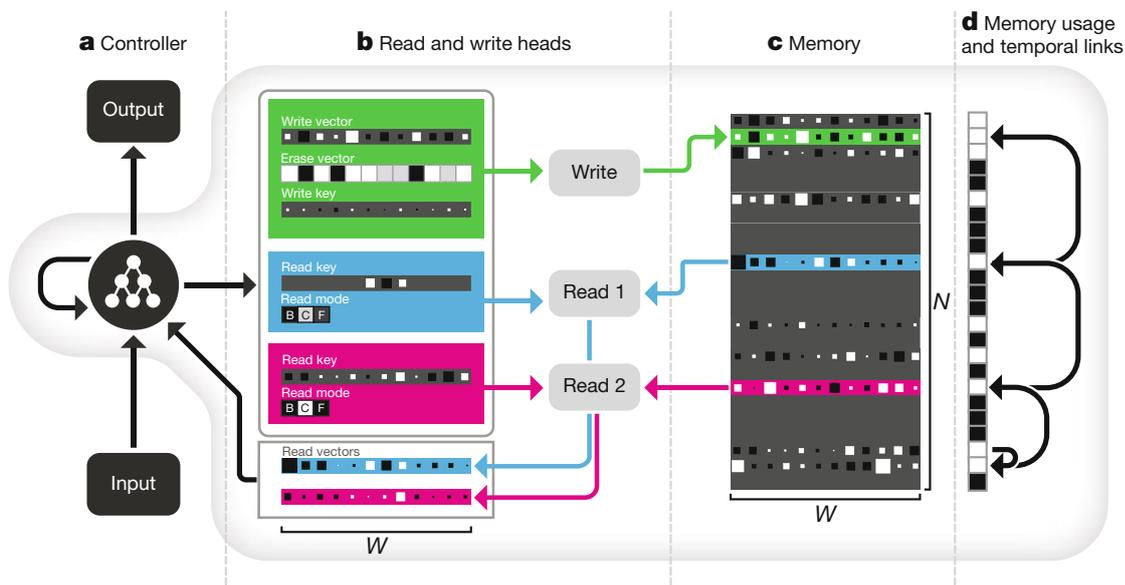 a Controller
b Read and write heads
c Memory
d Memory usage
and temporal links
Output
Input
Write vector
Erase vector
Write key
Read key
Read mode
B C F
Read key
Read mode
B C F
Read vectors
W
Write
Read 1
Read 2
N
W